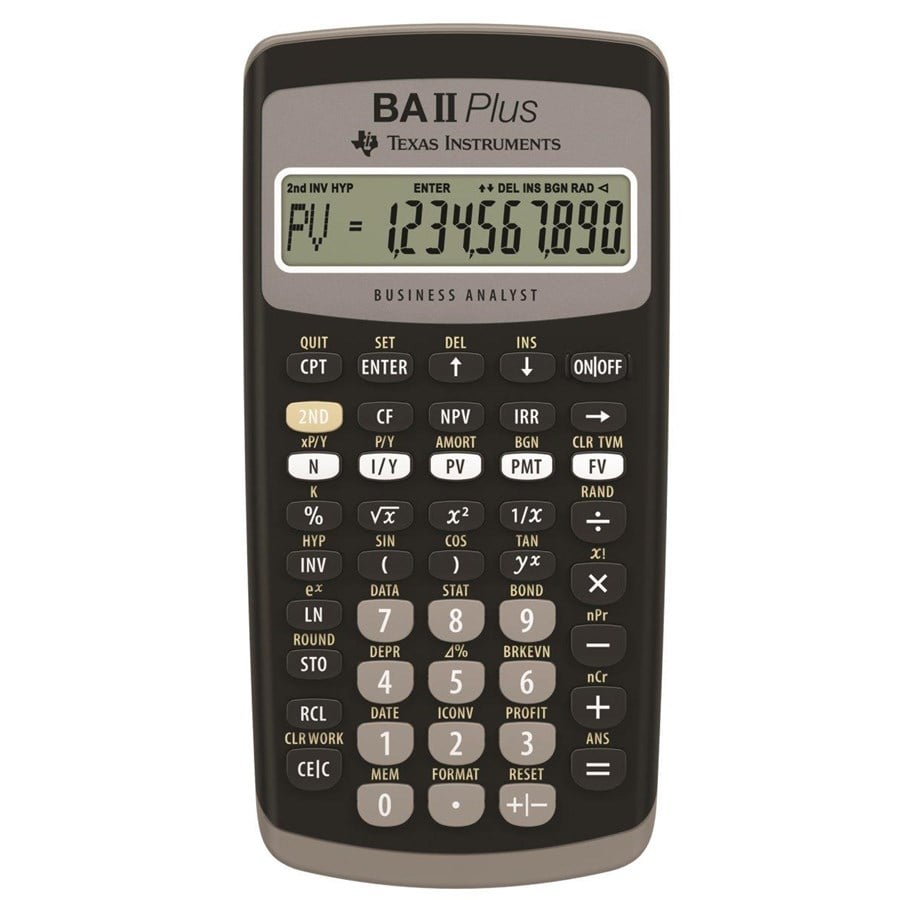 BA II Plus
TEXAS INSTRUMENTS
2nd INV HYP ENTER ↑↓ DEL INS BGN RAD ◁
PV = 1,234,567,890.
BUSINESS ANALYST
QUIT SET DEL INS
CPT ENTER ↑ ↓ ON|OFF
2ND CF NPV IRR →
xP/Y P/Y AMORT BGN CLR TVM
N I/Y PV PMT FV
K RAND
% √x x² 1/x ÷
HYP SIN COS TAN x!
INV ( ) yˣ ×
eˣ DATA STAT BOND nPr
LN 7 8 9 −
ROUND DEPR Δ% BRKEVN nCr
STO 4 5 6 +
DATE ICONV PROFIT
RCL 1 2 3
CLR WORK ANS
CE|C =
MEM FORMAT RESET
0 . +|−